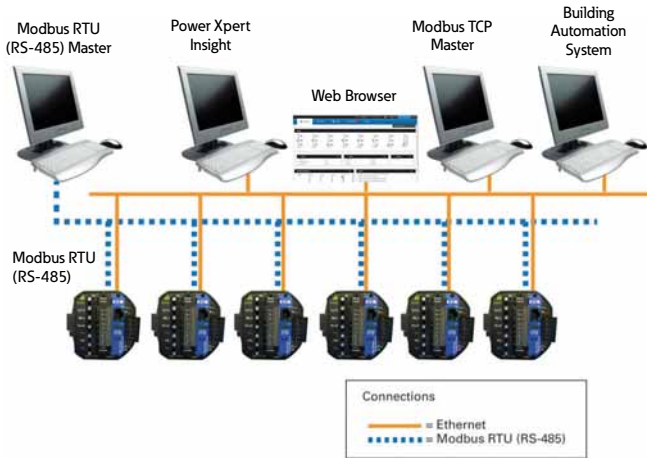 Modbus RTU
(RS-485) Master
Power Xpert
Insight
Web Browser
Modbus TCP
Master
Building
Automation
System
Modbus RTU
(RS-485)
Connections
= Ethernet
= Modbus RTU (RS-485)